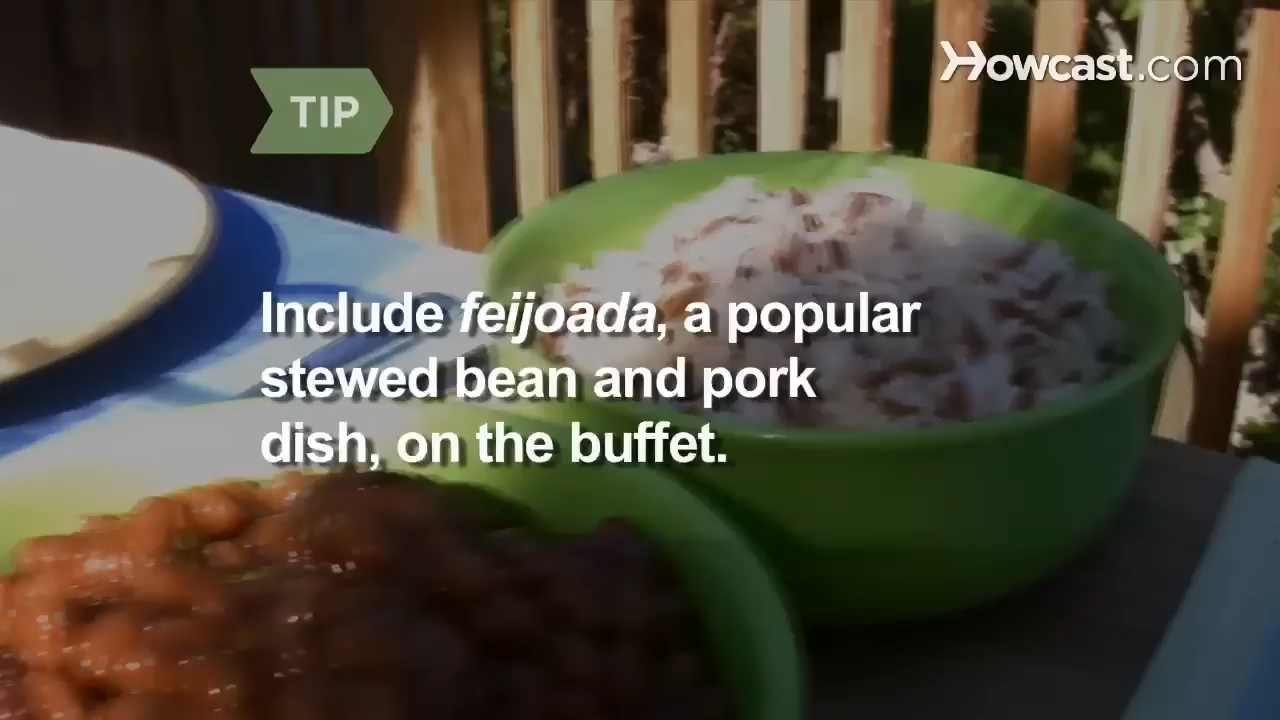 Howcast.com
TIP
Include feijoada, a popular
stewed bean and pork
dish, on the buffet.